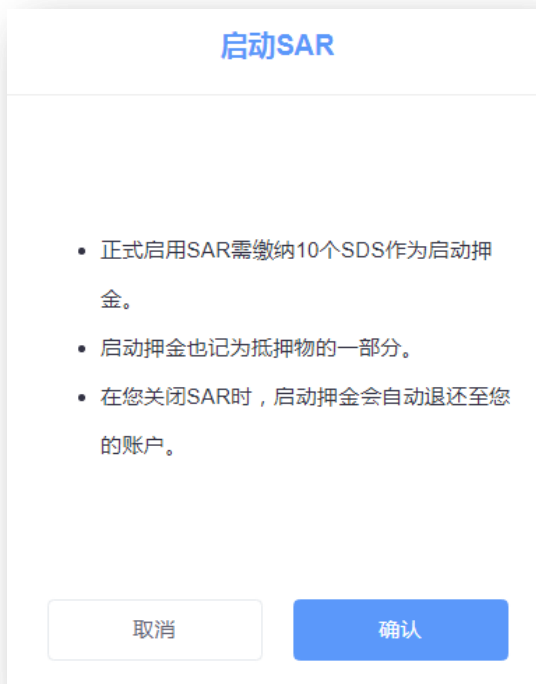 启动SAR
正式启用SAR需缴纳10个SDS作为启动押
金。
启动押金也记为抵押物的一部分。
在您关闭SAR时，启动押金会自动退还至您
的账户。
取消
确认